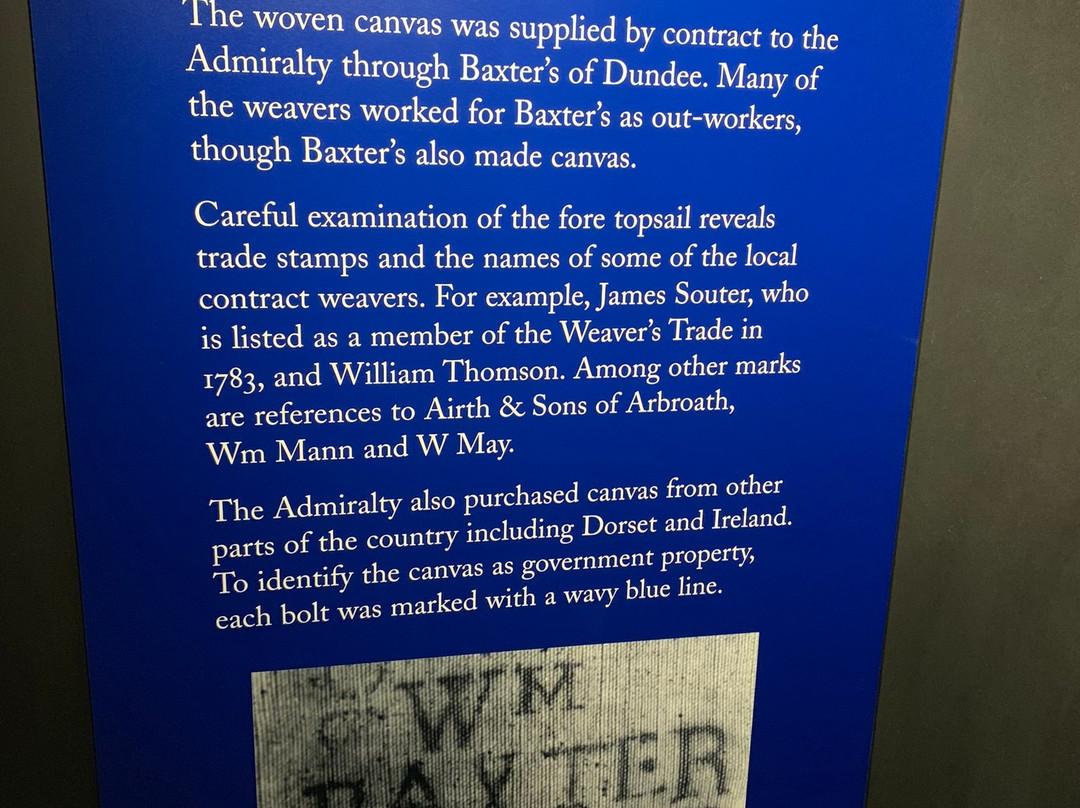 The woven canvas was supplied by contract to the
Admiralty through Baxter's of Dundee. Many of
the weavers worked for Baxter's as out-workers,
though Baxter's also made canvas.
Careful examination of the fore topsail reveals
trade stamps and the names of some of the local
contract weavers. For example, James Souter, who
is listed as a member of the Weaver's Trade in
1783, and William Thomson. Among other marks
are references to Airth & Sons of Arbroath,
Wm Mann and W May.
The Admiralty also purchased canvas from other
parts of the country including Dorset and Ireland.
To identify the canvas as government property,
each bolt was marked with a wavy blue line.
WM
BAXTER